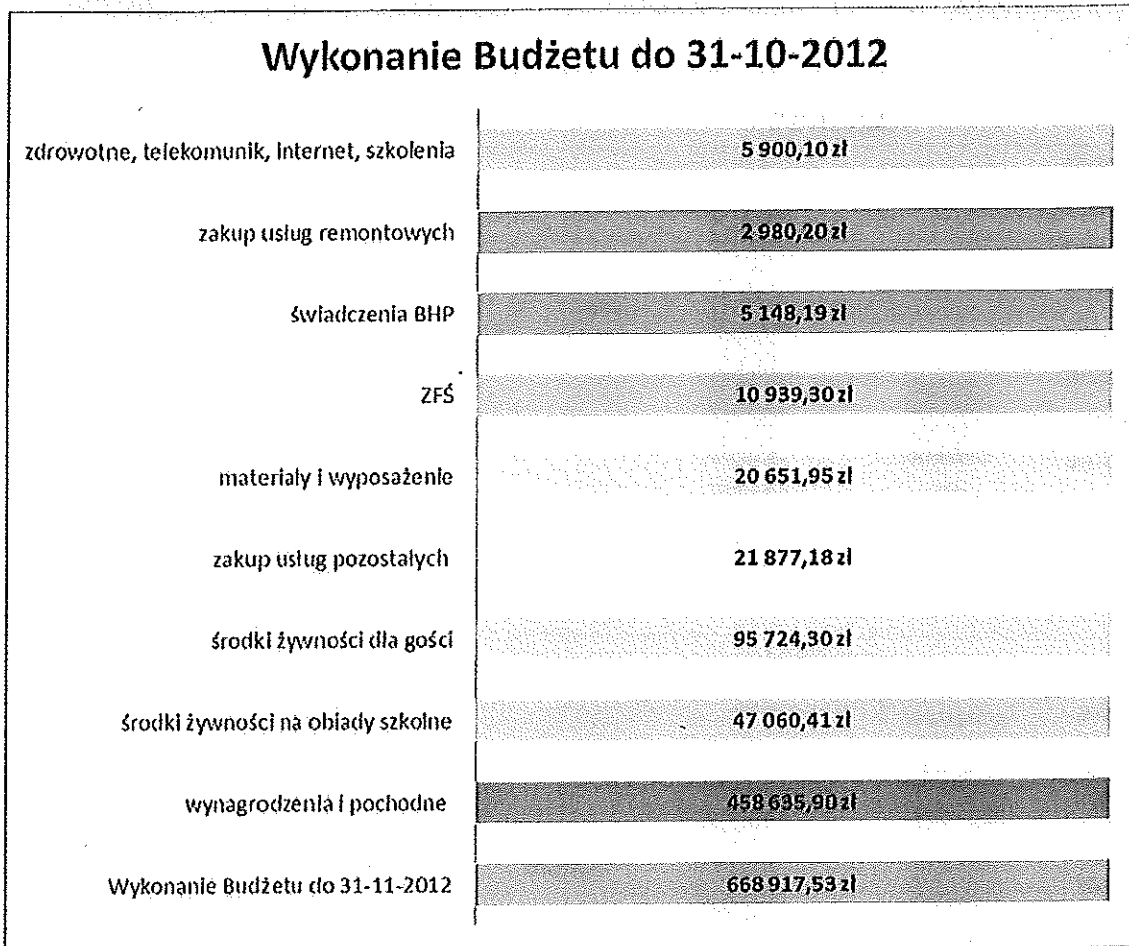 Wykonanie Budżetu do 31-10-2012
zdrowotne, telekomunik, Internet, szkolenia 5 900,10 zł
zakup usług remontowych 2 980,20 zł
świadczenia BHP 5 148,19 zł
ZFŚ 10 939,30 zł
materiały i wyposażenie 20 651,95 zł
zakup usług pozostałych 21 877,18 zł
środki żywności dla gości 95 724,30 zł
środki żywności na obiady szkolne 47 060,41 zł
wynagrodzenia i pochodne 458 635,90 zł
Wykonanie Budżetu do 31-11-2012 668 917,53 zł